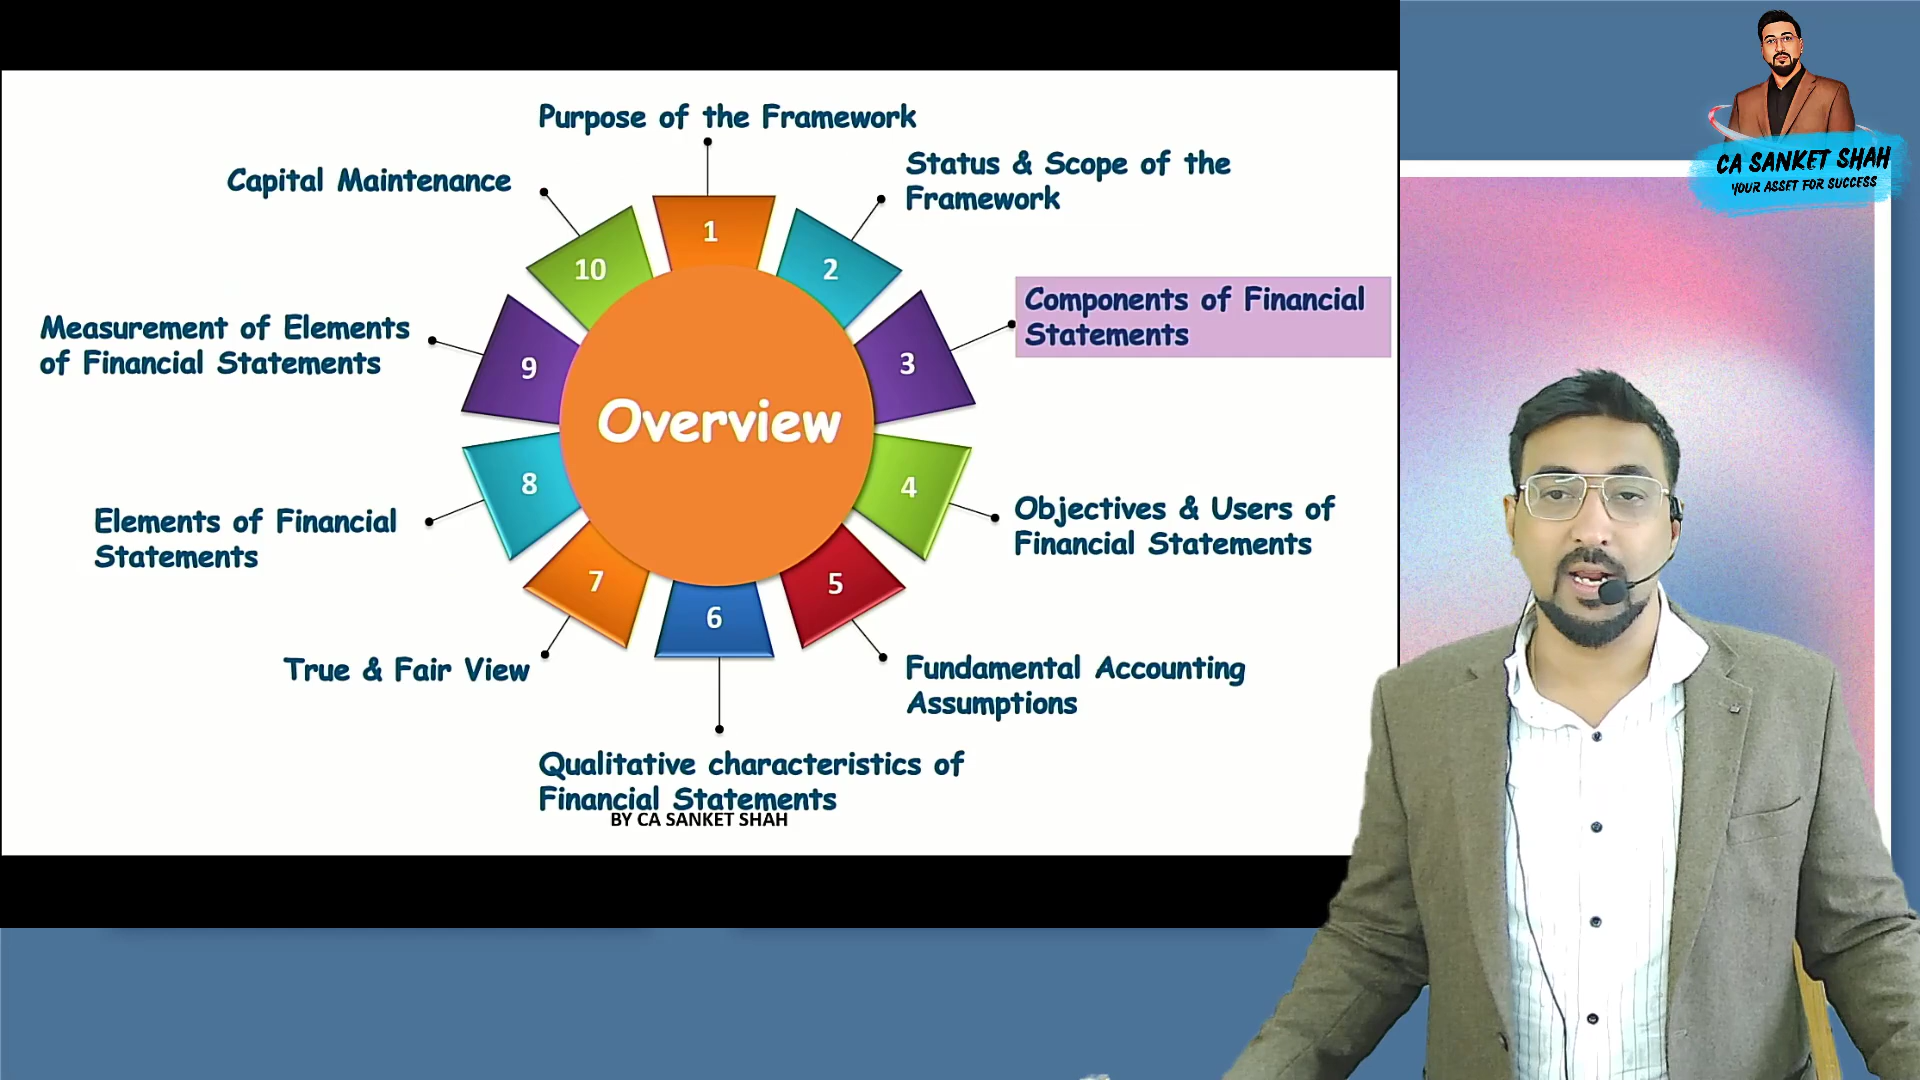 Purpose of the Framework
Status & Scope of the
Framework
Capital Maintenance
1
2
10
Components of Financial
Statements
Measurement of Elements
of Financial Statements
3
9
Overview
8
4
Objectives & Users of
Financial Statements
Elements of Financial
Statements
7
5
6
True & Fair View
Fundamental Accounting
Assumptions
Qualitative characteristics of
Financial Statements
BY CA SANKET SHAH
CA SANKET SHAH
YOUR ASSET FOR SUCCESS